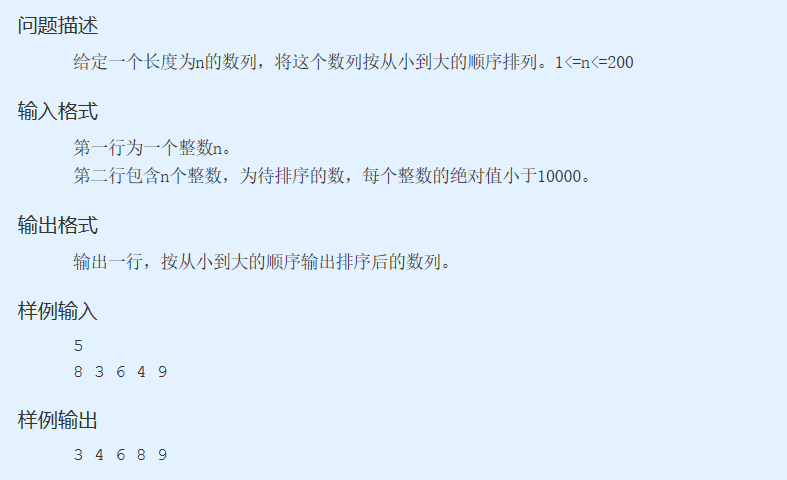 问题描述
给定一个长度为n的数列，将这个数列按从小到大的顺序排列。1<=n<=200
输入格式
第一行为一个整数n。
第二行包含n个整数，为待排序的数，每个整数的绝对值小于10000。
输出格式
输出一行，按从小到大的顺序输出排序后的数列。
样例输入
5
8 3 6 4 9
样例输出
3 4 6 8 9